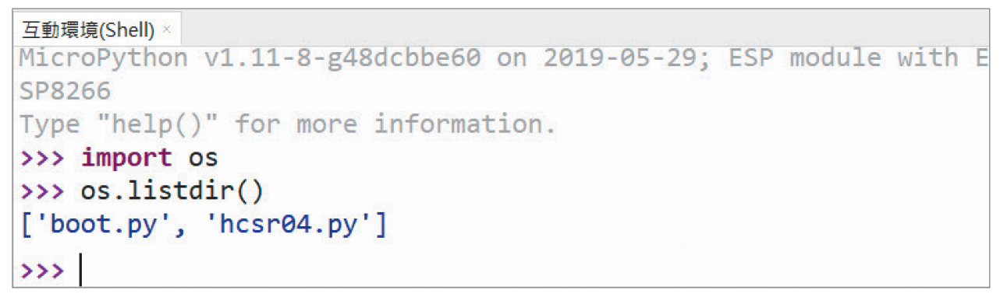 互動環境(Shell) ×
MicroPython v1.11-8-g48dcbbe60 on 2019-05-29; ESP module with E
SP8266
Type "help()" for more information.
>>> import os
>>> os.listdir()
['boot.py', 'hcsr04.py']
>>>